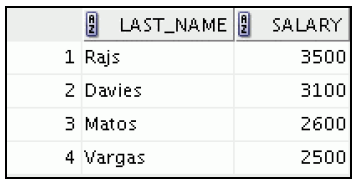 LAST_NAME SALARY
1 Rajs 3500
2 Davies 3100
3 Matos 2600
4 Vargas 2500